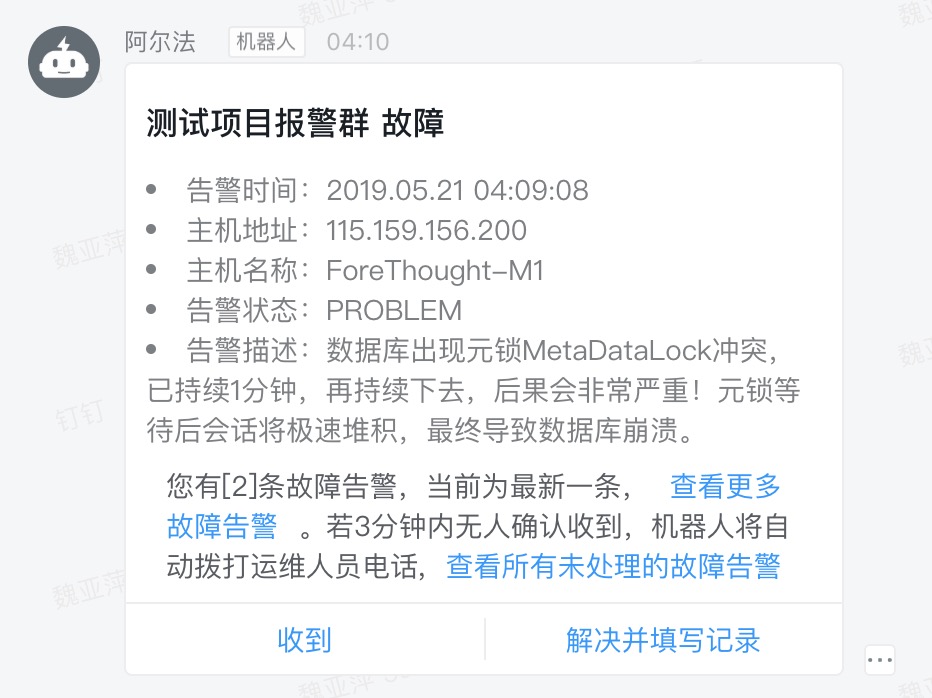 阿尔法 机器人 04:10
测试项目报警群 故障
• 告警时间：2019.05.21 04:09:08
• 主机地址：115.159.156.200
• 主机名称：ForeThought-M1
• 告警状态：PROBLEM
• 告警描述：数据库出现元锁MetaDataLock冲突，
已持续1分钟，再持续下去，后果会非常严重！元锁等
待后会话将极速堆积，最终导致数据库崩溃。
您有[2]条故障告警，当前为最新一条， 查看更多
故障告警 。若3分钟内无人确认收到，机器人将自
动拨打运维人员电话，查看所有未处理的故障告警
收到 解决并填写记录
魏亚萍
钉钉
魏亚萍
魏亚萍